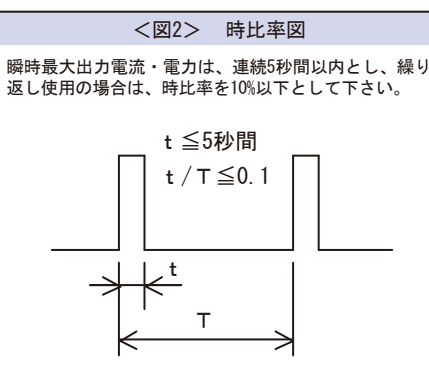 ＜図2＞　時比率図
瞬時最大出力電流・電力は、連続5秒間以内とし、繰り
返し使用の場合は、時比率を10%以下として下さい。
t ≦5秒間
t /T≦0.1
t
T